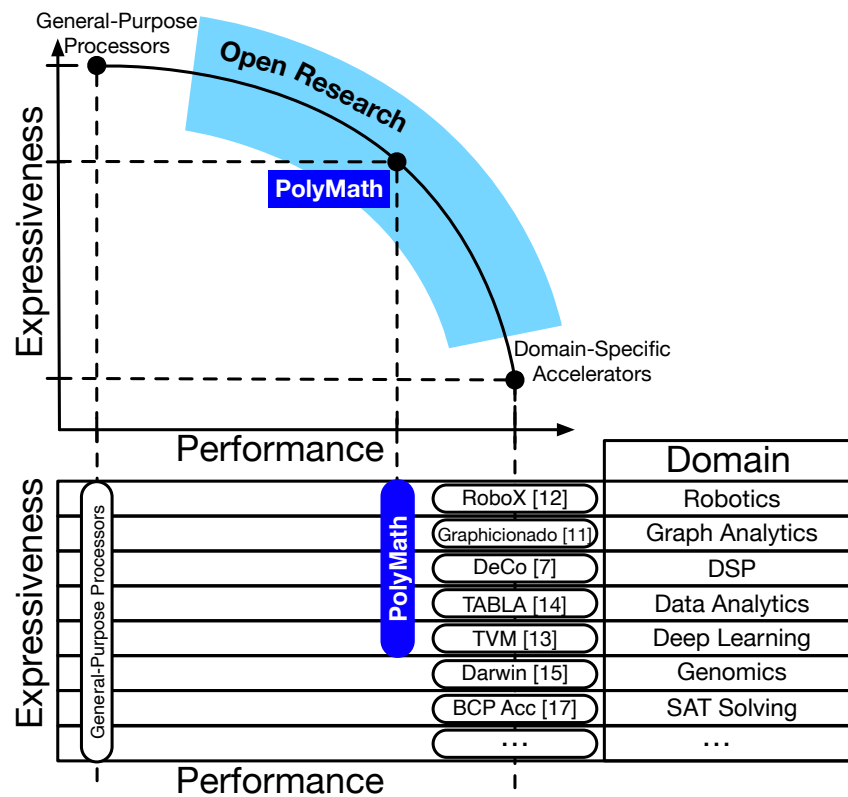 General-Purpose
Processors
Open Research
PolyMath
Expressiveness
Domain-Specific
Accelerators
Performance
Domain
Expressiveness
General-Purpose Processors
PolyMath
RoboX [12]
Robotics
Graphicionado [11]
Graph Analytics
DeCo [7]
DSP
TABLA [14]
Data Analytics
TVM [13]
Deep Learning
Darwin [15]
Genomics
BCP Acc [17]
SAT Solving
...
...
Performance